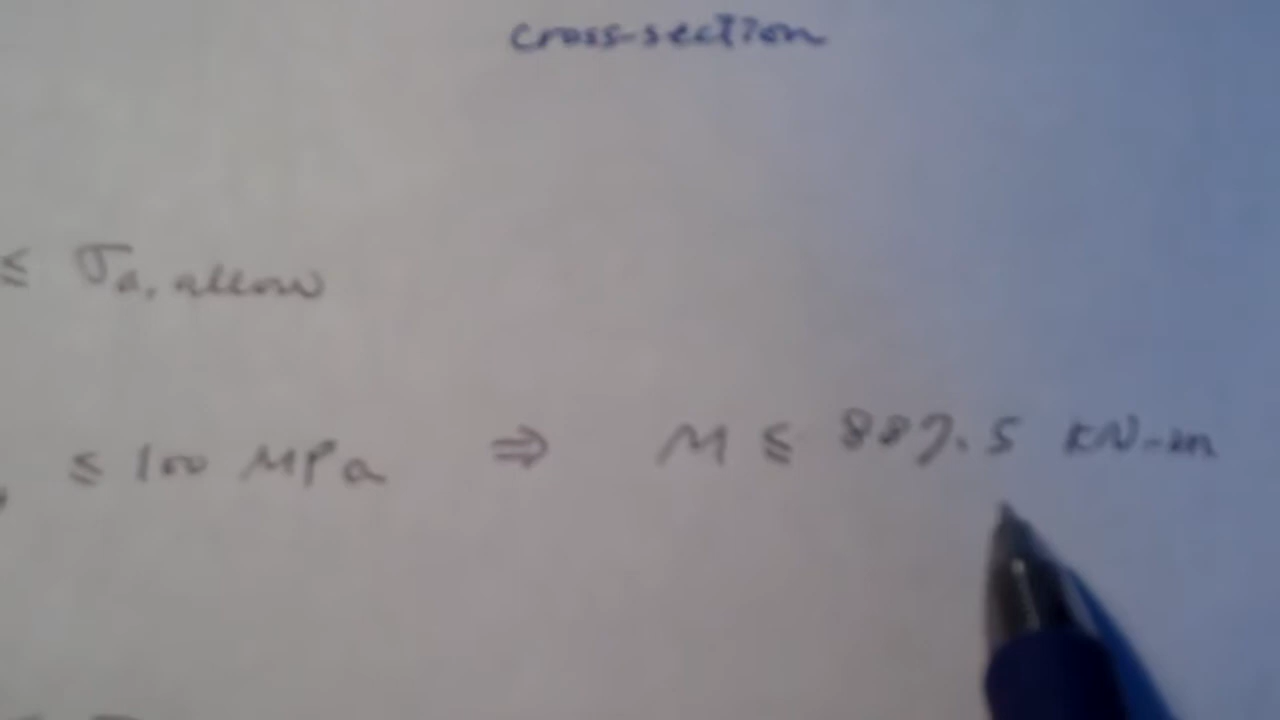 cross-section
≤ σa, allow
≤ 100 MPa ⇒ M ≤ 887.5 kN-m